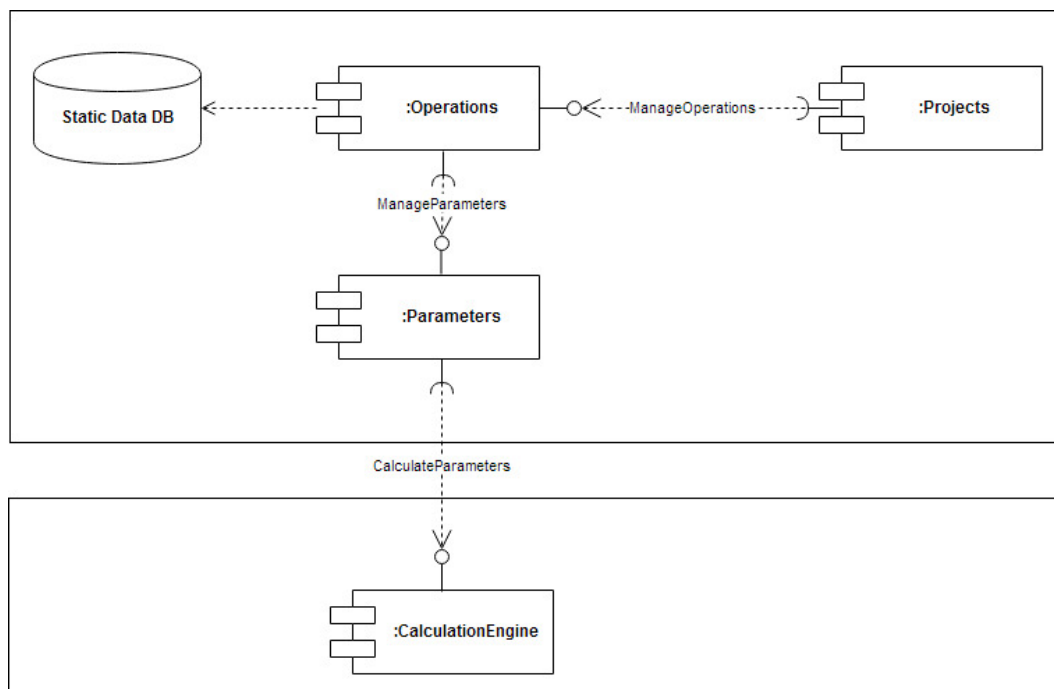 Static Data DB
:Operations
ManageOperations
:Projects
ManageParameters
:Parameters
CalculateParameters
:CalculationEngine